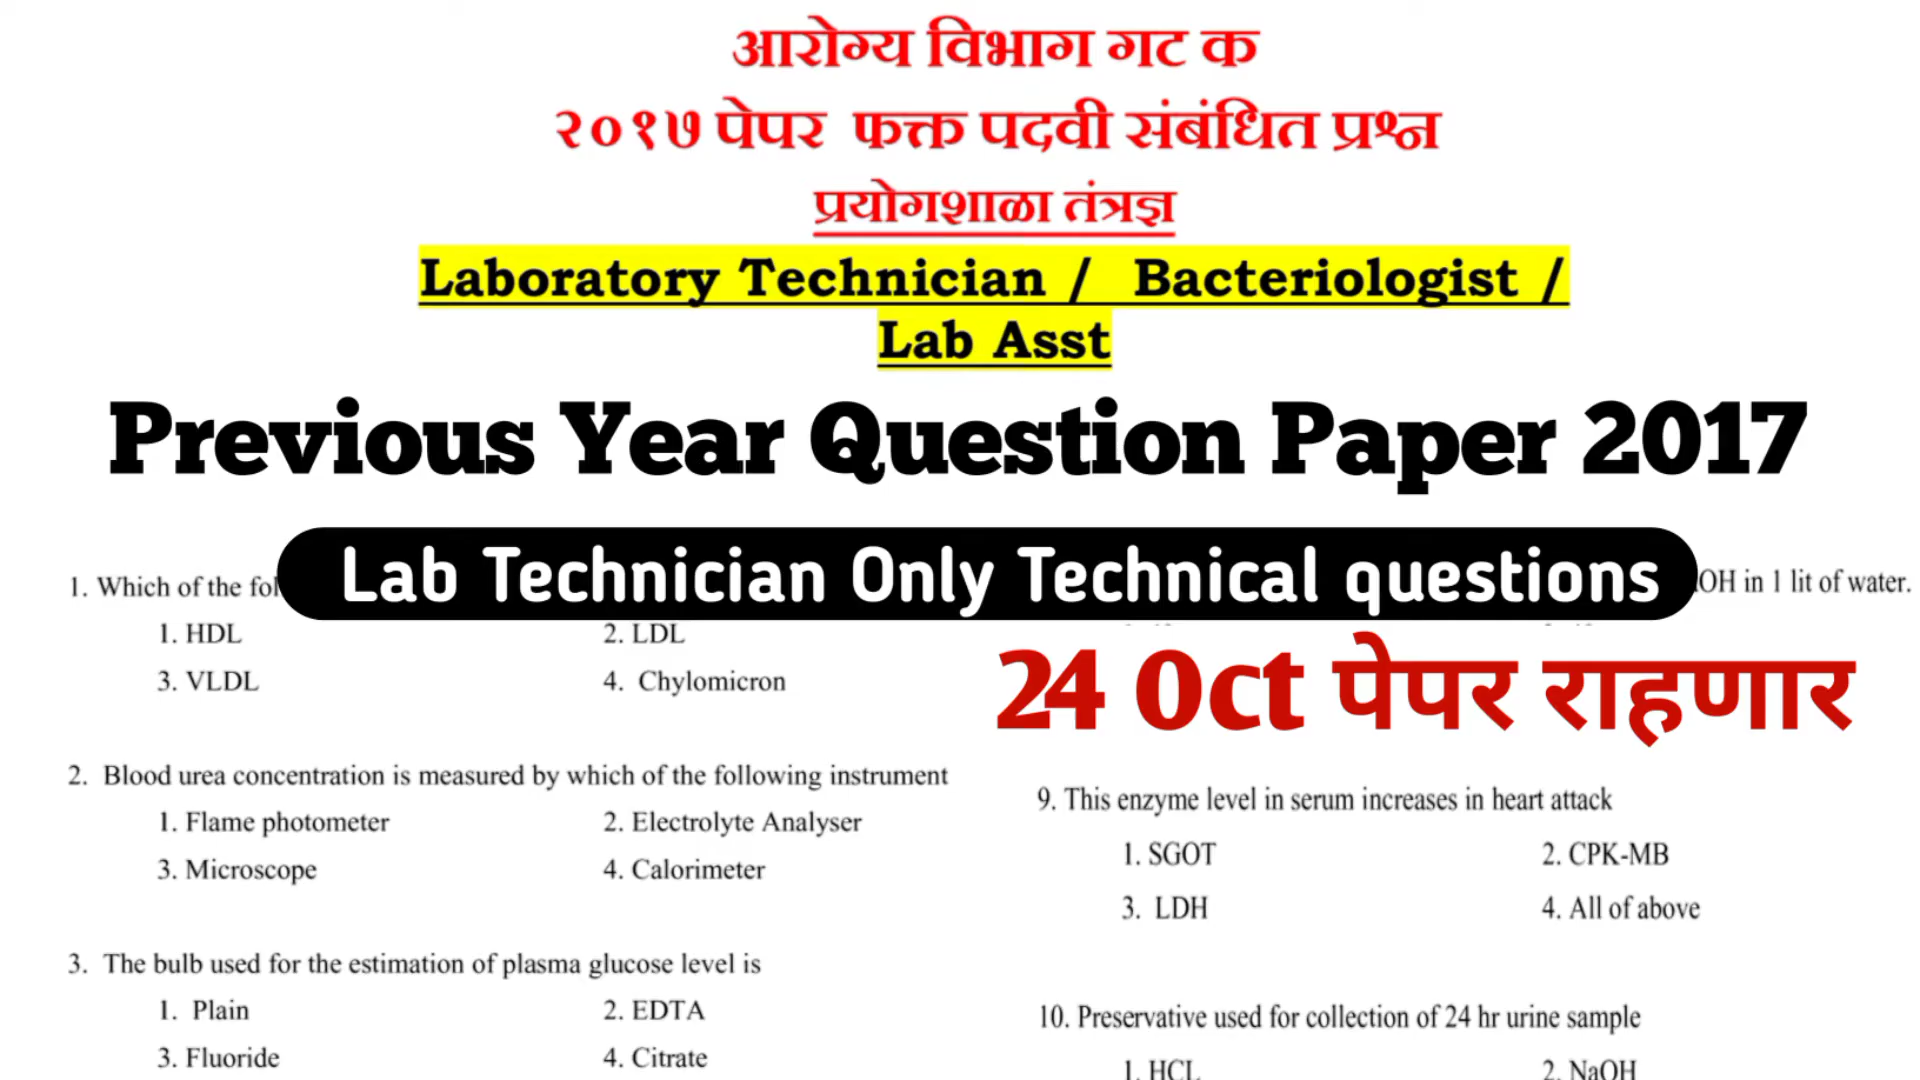 आरोग्य विभाग गट क
२०१७ पेपर फक्त पदवी संबंधित प्रश्न
प्रयोगशाळा तंत्रज्ञ
Laboratory Technician / Bacteriologist /
Lab Asst
Previous Year Question Paper 2017
Lab Technician Only Technical questions
1. Which of the
1. HDL 2. LDL
3. VLDL 4. Chylomicron
2. Blood urea concentration is measured by which of the following instrument
1. Flame photometer 2. Electrolyte Analyser
3. Microscope 4. Calorimeter
3. The bulb used for the estimation of plasma glucose level is
1. Plain 2. EDTA
3. Fluoride 4. Citrate
OH in 1 lit of water.
24 Oct पेपर राहणार
9. This enzyme level in serum increases in heart attack
1. SGOT 2. CPK-MB
3. LDH 4. All of above
10. Preservative used for collection of 24 hr urine sample
1. HCL 2. NaOH